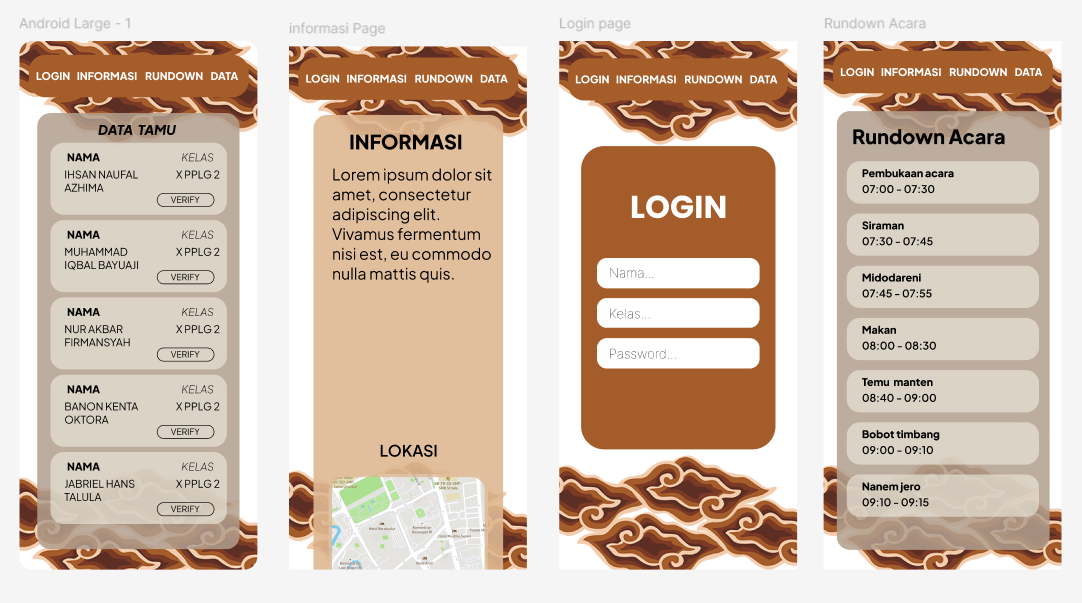 Android Large - 1
LOGIN INFORMASI RUNDOWN DATA
DATA TAMU
NAMA KELAS
IHSAN NAUFAL X PPLG 2
AZHIMA
VERIFY
NAMA KELAS
MUHAMMAD X PPLG 2
IQBAL BAYUAJI
VERIFY
NAMA KELAS
NUR AKBAR X PPLG 2
FIRMANSYAH
VERIFY
NAMA KELAS
BANON KENTA X PPLG 2
OKTORA
VERIFY
NAMA KELAS
JABRIEL HANS X PPLG 2
TALULA
VERIFY
informasi Page
LOGIN INFORMASI RUNDOWN DATA
INFORMASI
Lorem ipsum dolor sit
amet, consectetur
adipiscing elit.
Vivamus fermentum
nisi est, eu commodo
nulla mattis quis.
LOKASI
Login page
LOGIN INFORMASI RUNDOWN DATA
LOGIN
Nama...
Kelas...
Password...
Rundown Acara
LOGIN INFORMASI RUNDOWN DATA
Rundown Acara
Pembukaan acara
07:00 - 07:30
Siraman
07:30 - 07:45
Midodareni
07:45 - 07:55
Makan
08:00 - 08:30
Temu manten
08:40 - 09:00
Bobot timbang
09:00 - 09:10
Nanem jero
09:10 - 09:15